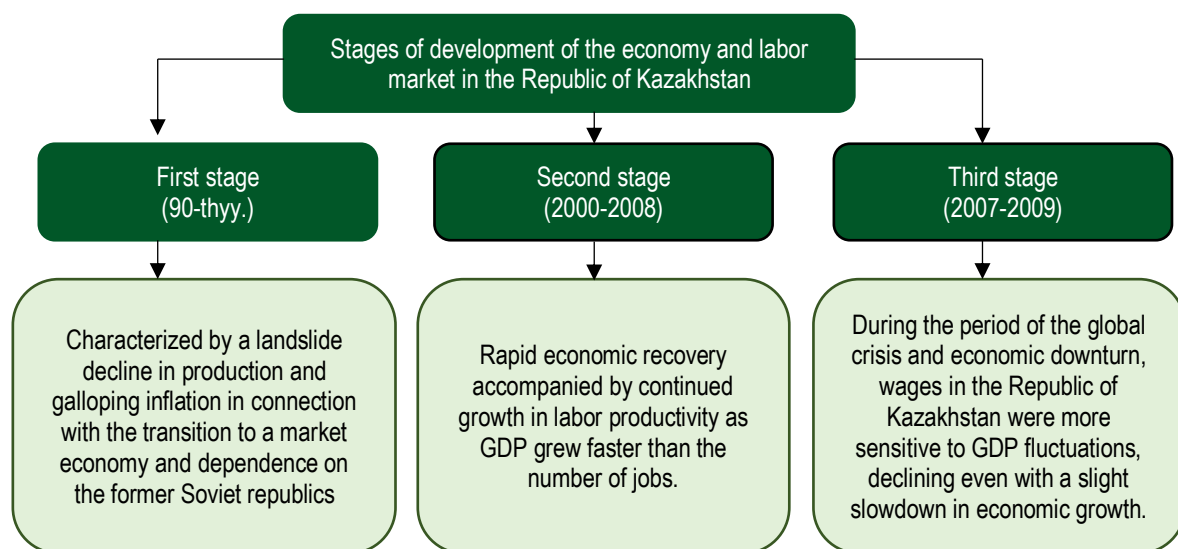 Stages of development of the economy and labor
market in the Republic of Kazakhstan
First stage
(90-thyy.)
Second stage
(2000-2008)
Third stage
(2007-2009)
Characterized by a landslide
decline in production and
galloping inflation in connection
with the transition to a market
economy and dependence on
the former Soviet republics
Rapid economic recovery
accompanied by continued
growth in labor productivity as
GDP grew faster than the
number of jobs.
During the period of the global
crisis and economic downturn,
wages in the Republic of
Kazakhstan were more
sensitive to GDP fluctuations,
declining even with a slight
slowdown in economic growth.